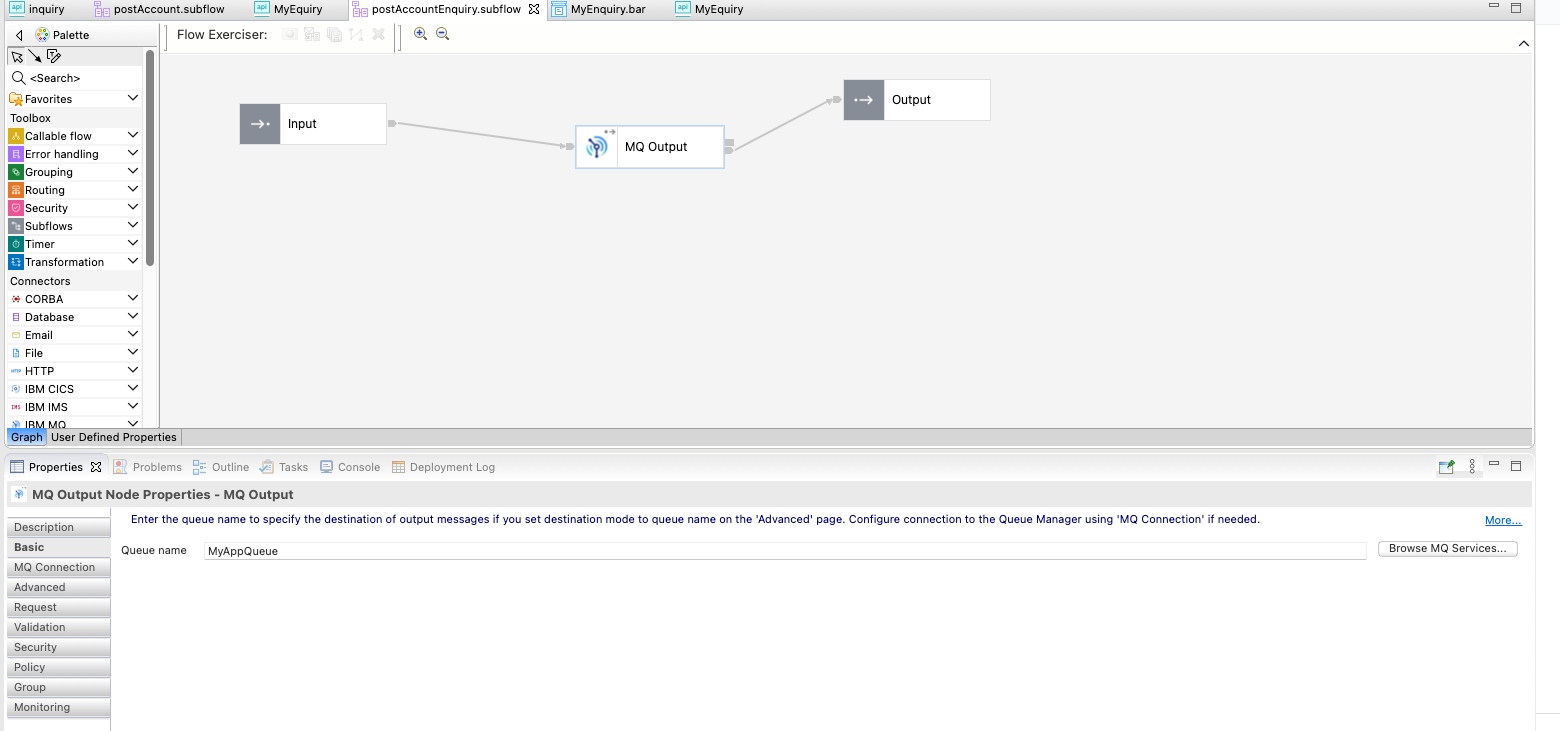 inquiry postAccount.subflow MyEquiry postAccountEnquiry.subflow MyEnquiry.bar MyEquiry
Palette
Flow Exerciser:
<Search>
Favorites
Toolbox
Callable flow
Error handling
Grouping
Routing
Security
Subflows
Timer
Transformation
Connectors
CORBA
Database
Email
File
HTTP
IBM CICS
IBM IMS
IBM MQ
Input
MQ Output
Output
Graph User Defined Properties
Properties Problems Outline Tasks Console Deployment Log
MQ Output Node Properties - MQ Output
Description
Basic
MQ Connection
Advanced
Request
Validation
Security
Policy
Group
Monitoring
Enter the queue name to specify the destination of output messages if you set destination mode to queue name on the 'Advanced' page. Configure connection to the Queue Manager using 'MQ Connection' if needed.
More...
Queue name MyAppQueue Browse MQ Services...